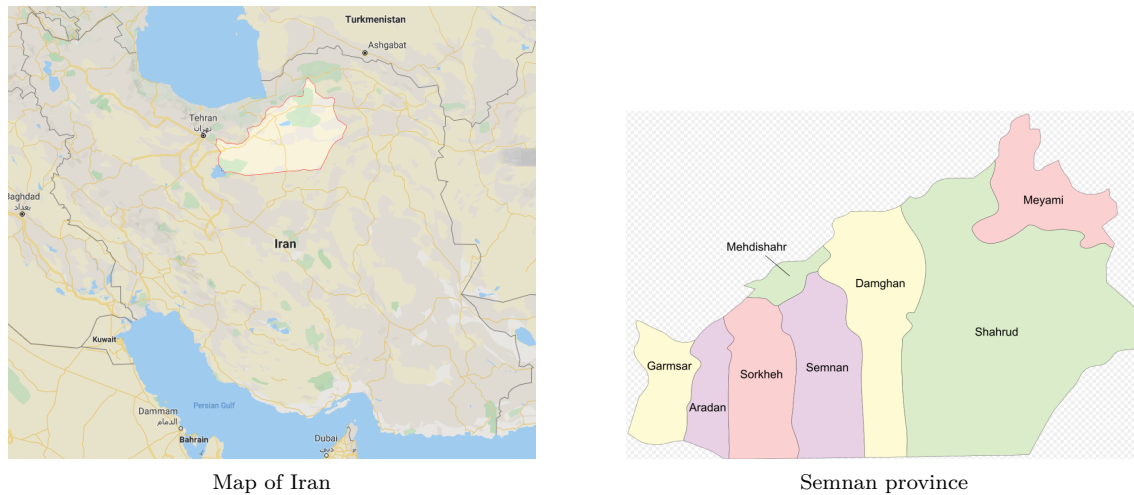 Turkmenistan
Ashgabat
Tehran
تهران
Baghdad
بغداد
Iran
Kuwait
Persian Gulf
Dammam
الدمام
Bahrain
Dubai
دبي
Map of Iran
Meyami
Mehdishahr
Damghan
Shahrud
Garmsar
Sorkheh
Semnan
Aradan
Semnan province